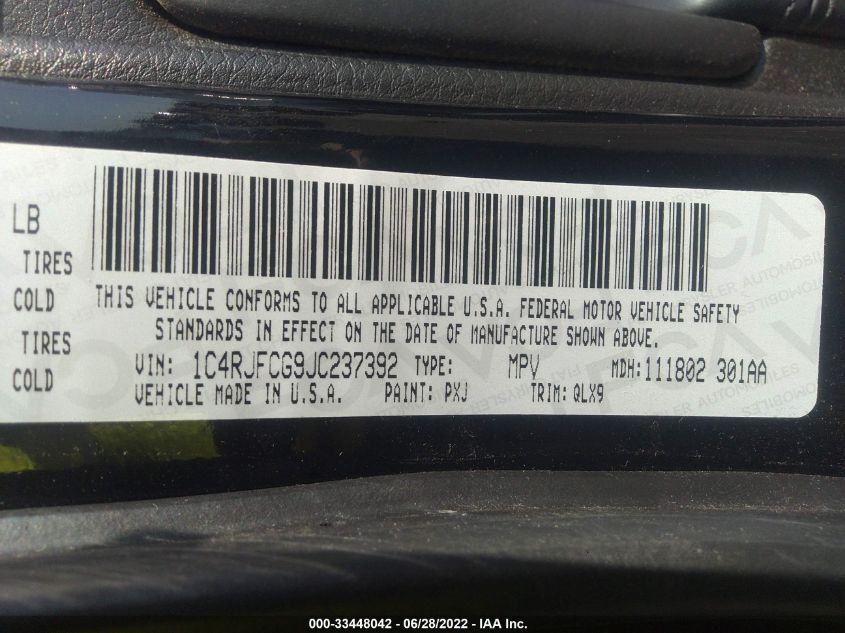 LB
TIRES
COLD
TIRES
COLD
THIS VEHICLE CONFORMS TO ALL APPLICABLE U.S.A. FEDERAL MOTOR VEHICLE SAFETY
STANDARDS IN EFFECT ON THE DATE OF MANUFACTURE SHOWN ABOVE.
VIN: 1C4RJFCG9JC237392 TYPE: MPV MDH:111802 301AA
VEHICLE MADE IN U.S.A. PAINT: PXJ TRIM: QLX9
000-33448042 - 06/28/2022 - IAA Inc.